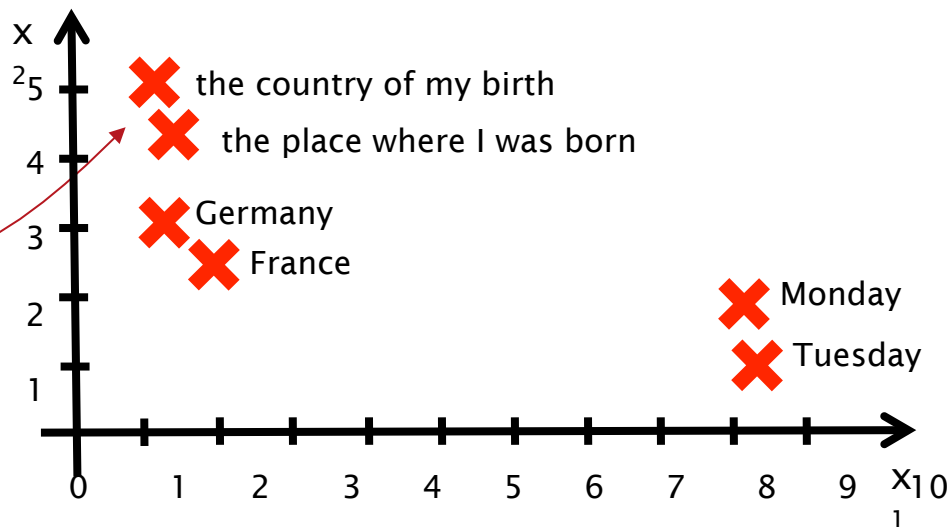 x
2
5
the country of my birth
the place where I was born
4
Germany
3
France
Monday
2
Tuesday
1
0 1 2 3 4 5 6 7 8 9 x 10
1